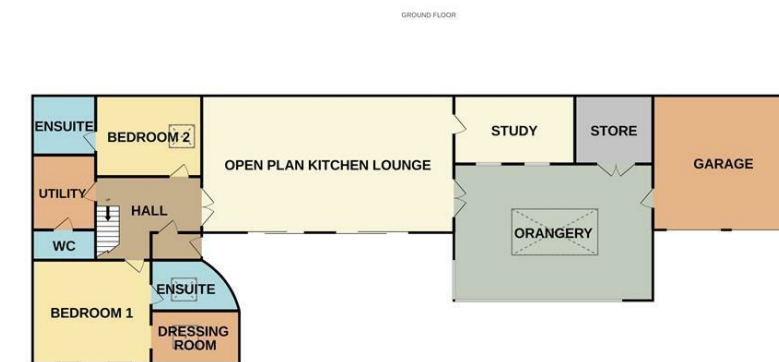 GROUND FLOOR
ENSUITE
BEDROOM 2
STUDY
STORE
OPEN PLAN KITCHEN LOUNGE
GARAGE
UTILITY
HALL
ORANGERY
WC
ENSUITE
BEDROOM 1
DRESSING
ROOM